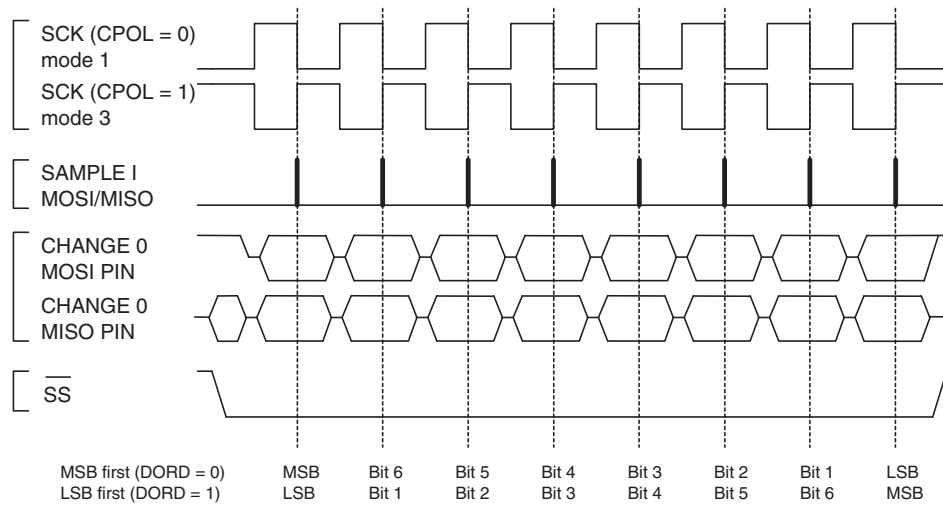 SCK (CPOL = 0)
mode 1
SCK (CPOL = 1)
mode 3
SAMPLE I
MOSI/MISO
CHANGE 0
MOSI PIN
CHANGE 0
MISO PIN
SS
MSB first (DORD = 0) MSB Bit 6 Bit 5 Bit 4 Bit 3 Bit 2 Bit 1 LSB
LSB first (DORD = 1) LSB Bit 1 Bit 2 Bit 3 Bit 4 Bit 5 Bit 6 MSB